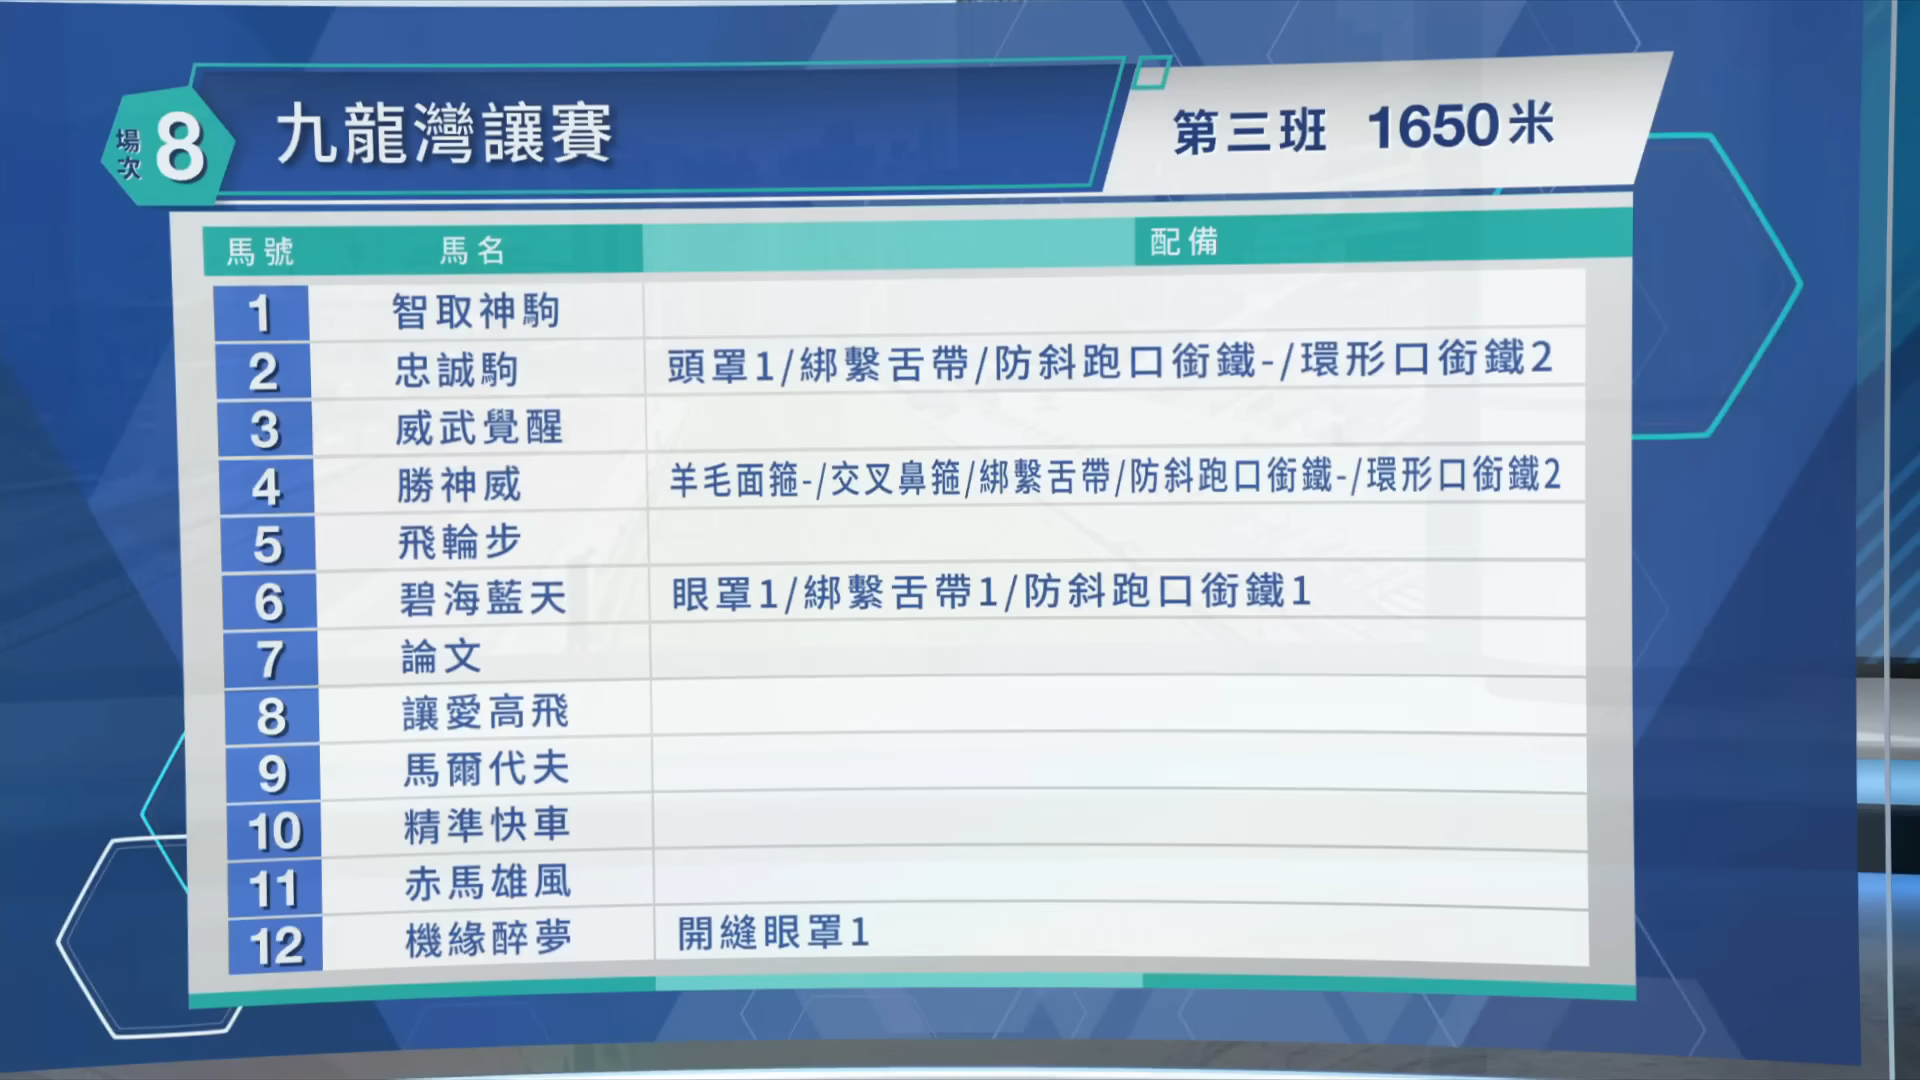 場次 8 九龍灣讓賽 第三班 1650米
馬號 馬名 配備
1 智取神駒
2 忠誠駒 頭罩1/綁繫舌帶/防斜跑口銜鐵-/環形口銜鐵2
3 威武覺醒
4 勝神威 羊毛面箍-/交叉鼻箍/綁繫舌帶/防斜跑口銜鐵-/環形口銜鐵2
5 飛輪步
6 碧海藍天 眼罩1/綁繫舌帶1/防斜跑口銜鐵1
7 論文
8 讓愛高飛
9 馬爾代夫
10 精準快車
11 赤馬雄風
12 機緣醉夢 開縫眼罩1